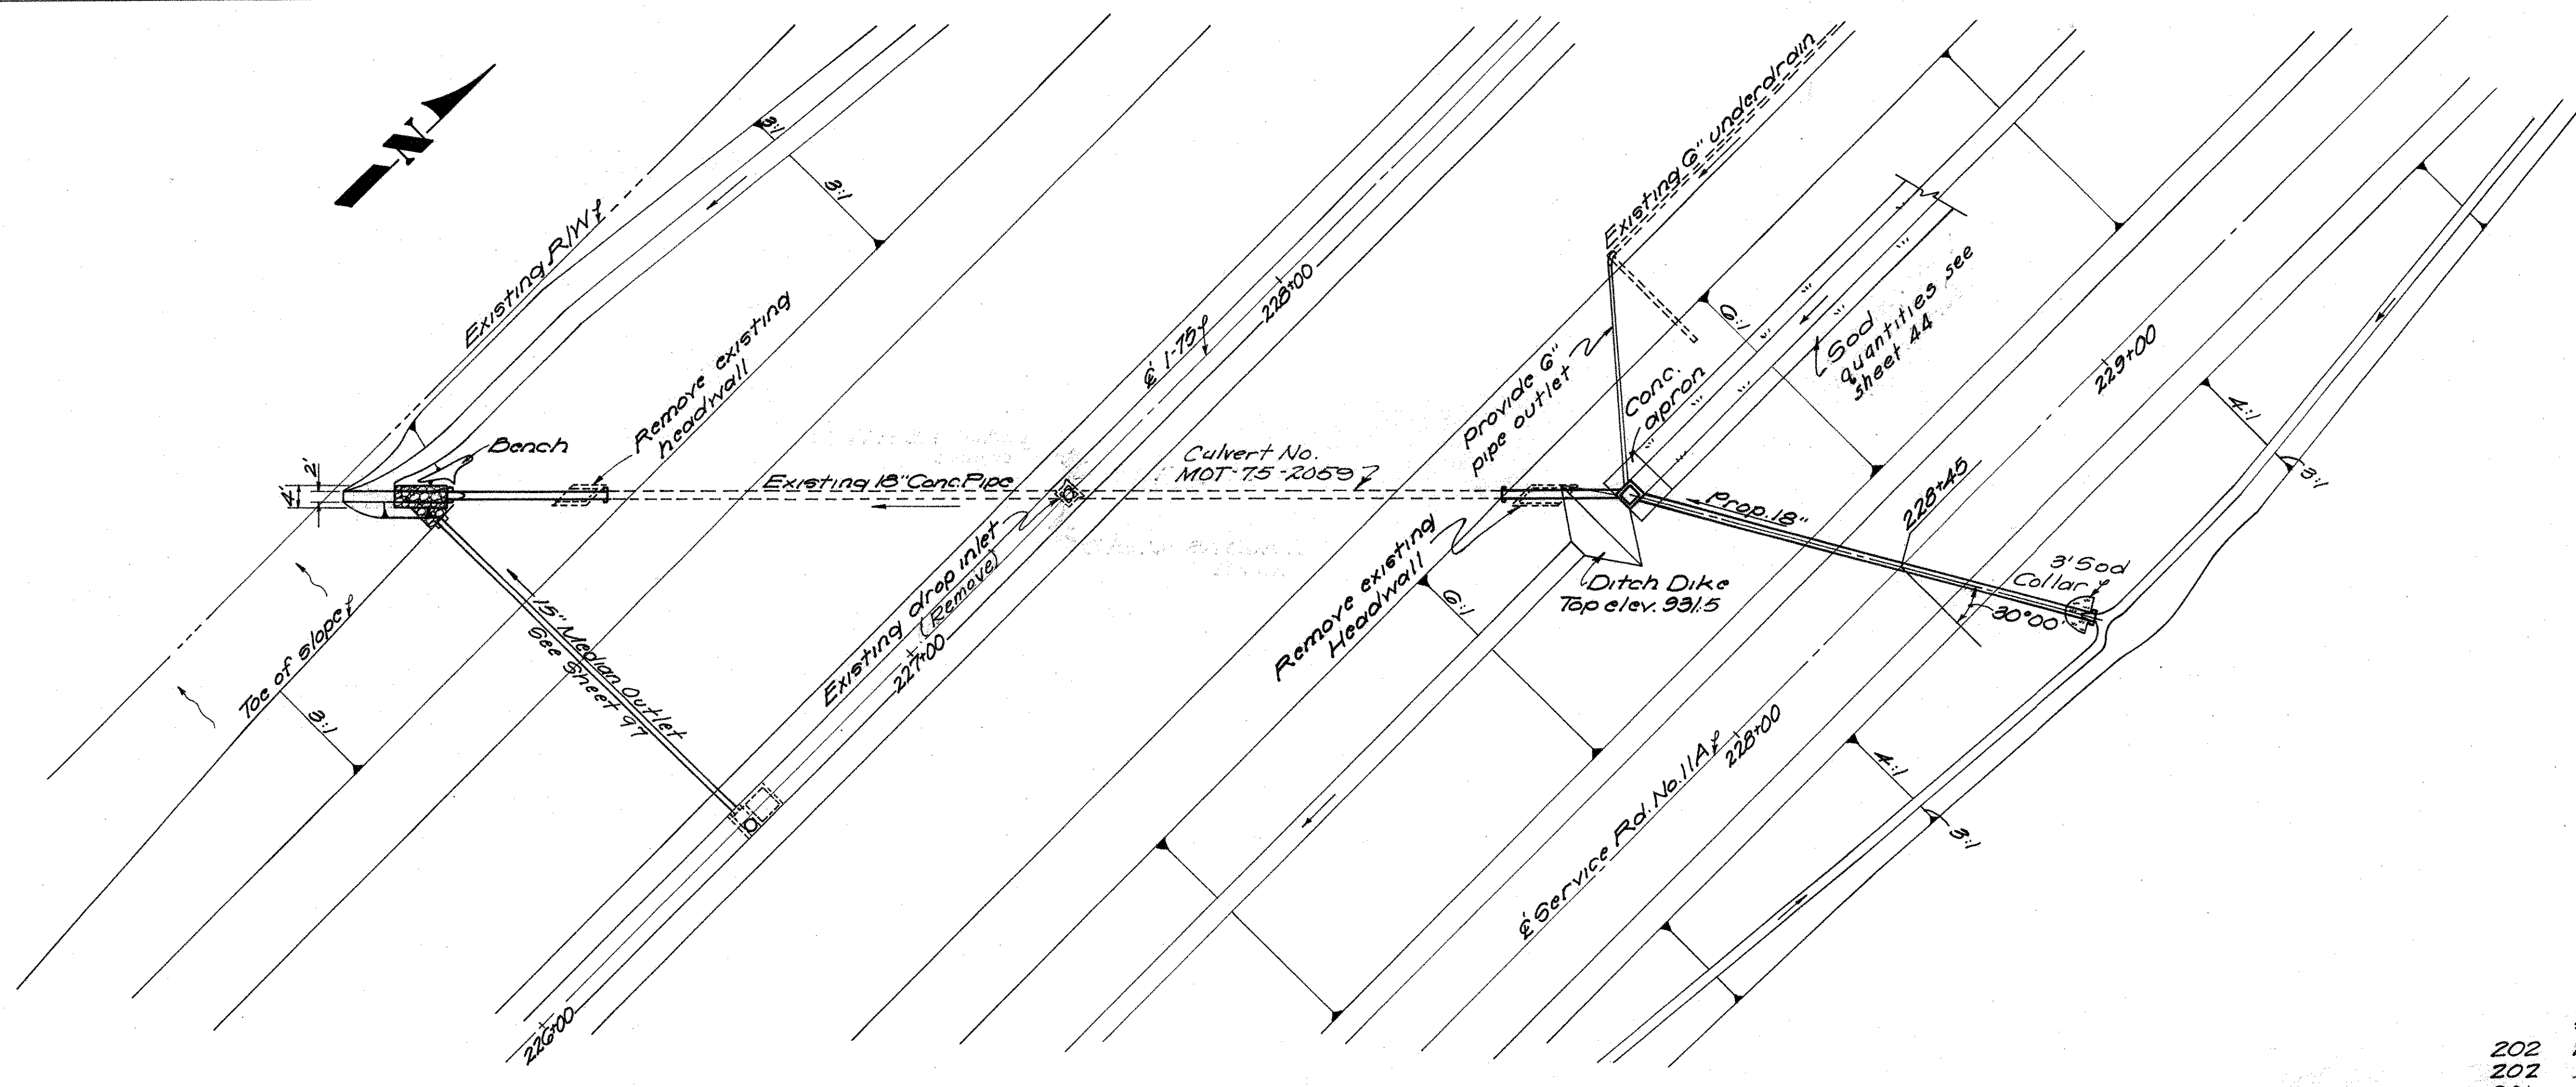 N
3:1
3:1
Existing R/W
Remove existing
headwall
Bench
2'
4'
Existing 18" Conc. Pipe
Culvert No.
MOT-75-2059
℄ I-75
228+00
Existing drop inlet
(Remove)
227+00
226+00
Toe of slope
3:1
15" Median Outlet
See Sheet 97
Existing 6" underdrain
provide 6"
pipe outlet
Conc.
apron
6:1
Sod
quantities see
sheet 44
Remove existing
Headwall
6:1
Ditch Dike
Top elev. 931.5
Prop. 18"
228+45
229+00
4:1
3:1
3' Sod
Collar
30°00'
℄ Service Rd. No. 11A
228+00
4:1
3:1
202
202